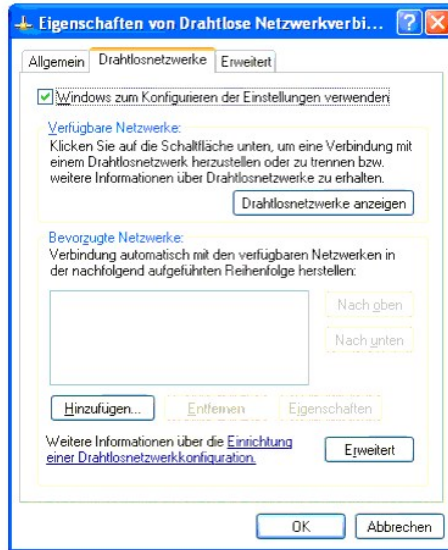 Eigenschaften von Drahtlose Netzwerkverbi...
Allgemein Drahtlosnetzwerke Erweitert
Windows zum Konfigurieren der Einstellungen verwenden
Verfügbare Netzwerke:
Klicken Sie auf die Schaltfläche unten, um eine Verbindung mit
einem Drahtlosnetzwerk herzustellen oder zu trennen bzw.
weitere Informationen über Drahtlosnetzwerke zu erhalten.
Drahtlosnetzwerke anzeigen
Bevorzugte Netzwerke:
Verbindung automatisch mit den verfügbaren Netzwerken in
der nachfolgend aufgeführten Reihenfolge herstellen:
Nach oben
Nach unten
Hinzufügen... Entfernen Eigenschaften
Weitere Informationen über die Einrichtung
einer Drahtlosnetzwerkkonfiguration.
Erweitert
OK Abbrechen